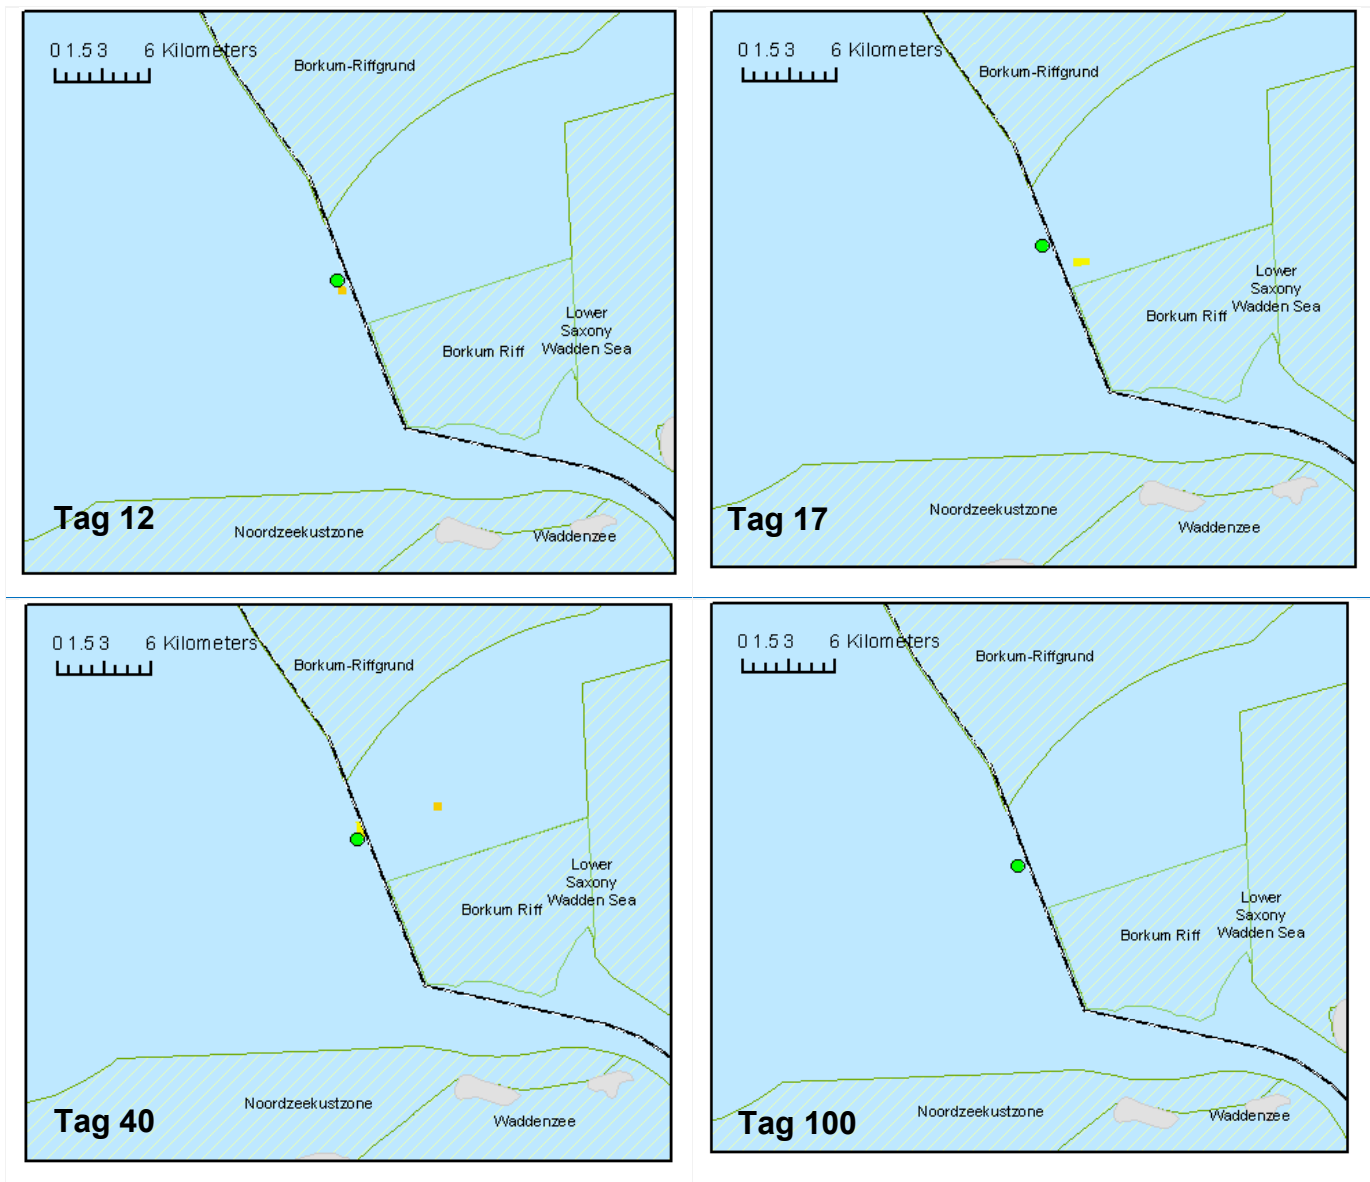 0 1.5 3 6 Kilometers
Borkum-Riffgrund
Lower
Saxony
Wadden Sea
Borkum Riff
Tag 12
Noordzeekustzone
Waddenzee
0 1.5 3 6 Kilometers
Borkum-Riffgrund
Lower
Saxony
Wadden Sea
Borkum Riff
Tag 17
Noordzeekustzone
Waddenzee
0 1.5 3 6 Kilometers
Borkum-Riffgrund
Lower
Saxony
Wadden Sea
Borkum Riff
Tag 40
Noordzeekustzone
Waddenzee
0 1.5 3 6 Kilometers
Borkum-Riffgrund
Lower
Saxony
Wadden Sea
Borkum Riff
Tag 100
Noordzeekustzone
Waddenzee